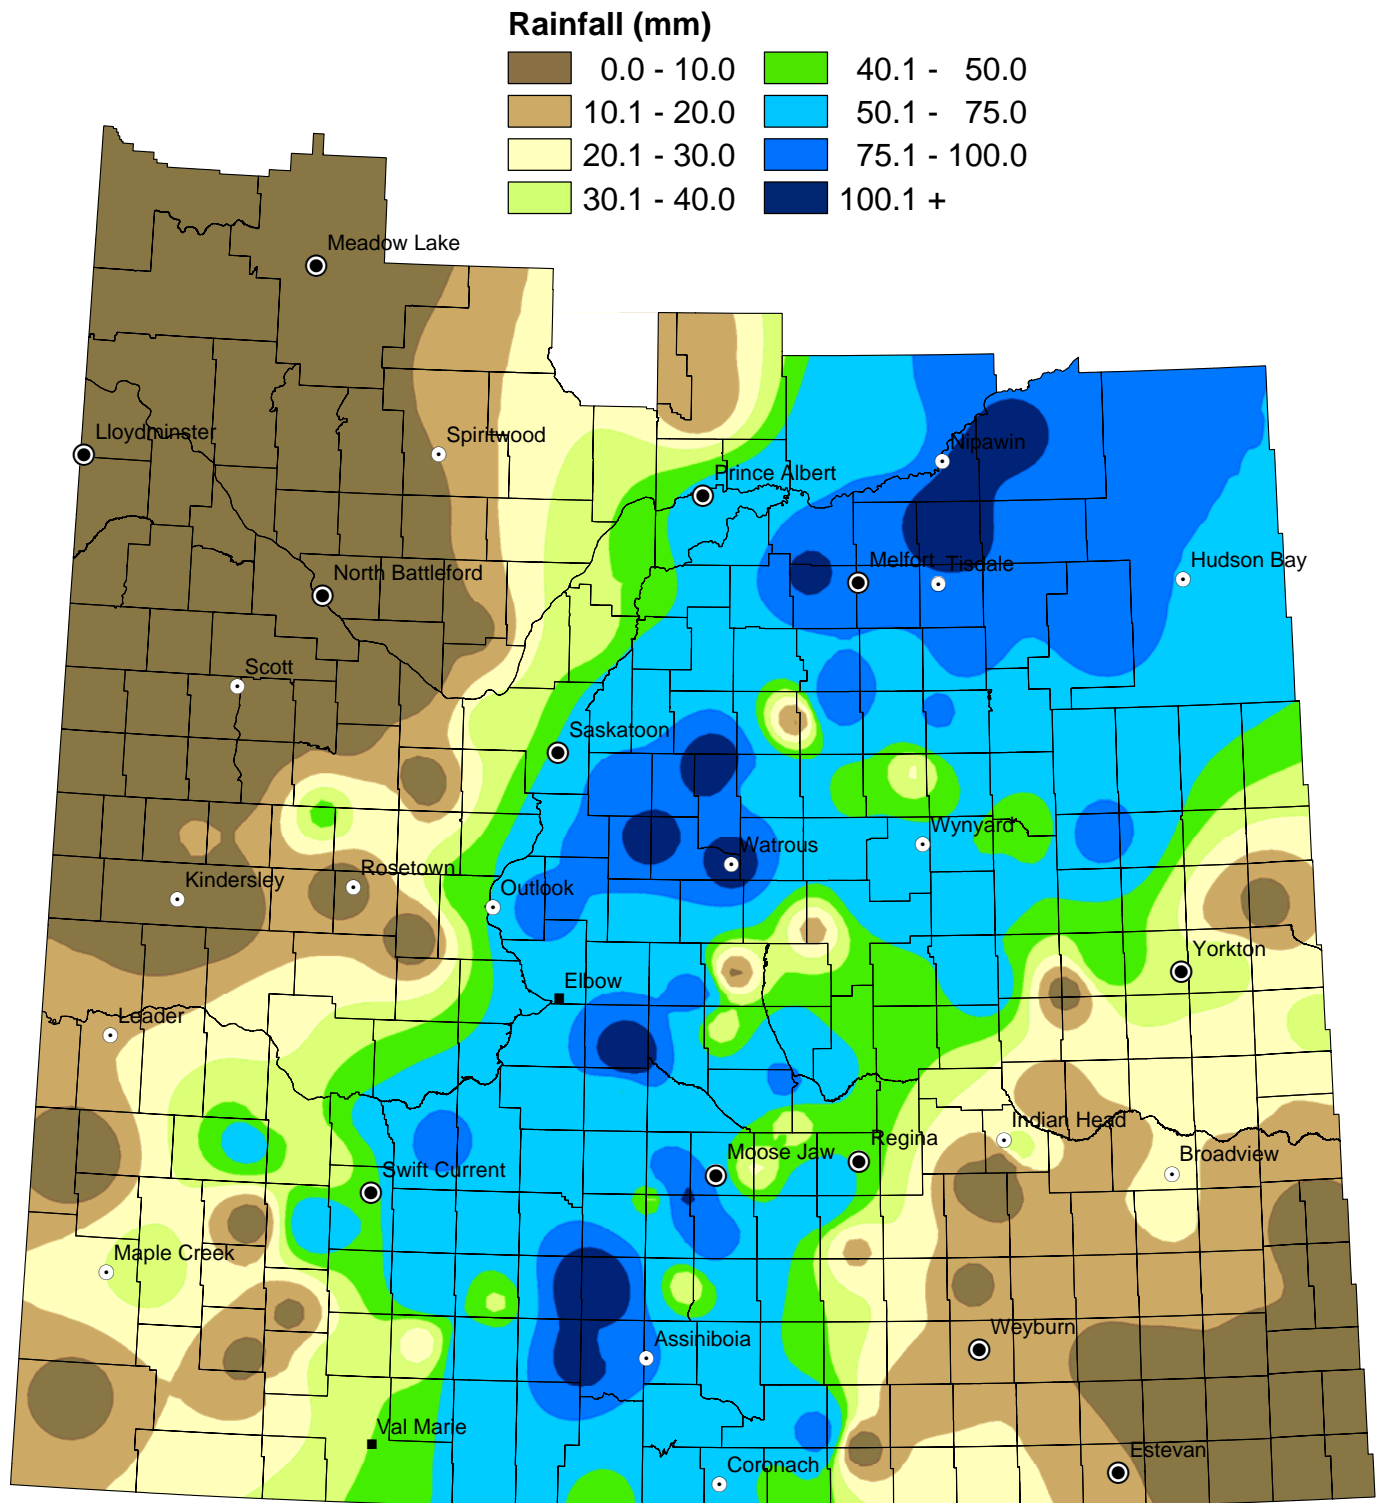 Rainfall (mm)
0.0 - 10.0
10.1 - 20.0
20.1 - 30.0
30.1 - 40.0
40.1 - 50.0
50.1 - 75.0
75.1 - 100.0
100.1 +
Meadow Lake
Lloydminster
Spiritwood
Nipawin
Prince Albert
Melfort
Tisdale
Hudson Bay
North Battleford
Scott
Saskatoon
Wynyard
Watrous
Rosetown
Kindersley
Outlook
Yorkton
Elbow
Leader
Indian Head
Regina
Moose Jaw
Broadview
Swift Current
Maple Creek
Weyburn
Assiniboia
Val Marie
Estevan
Coronach